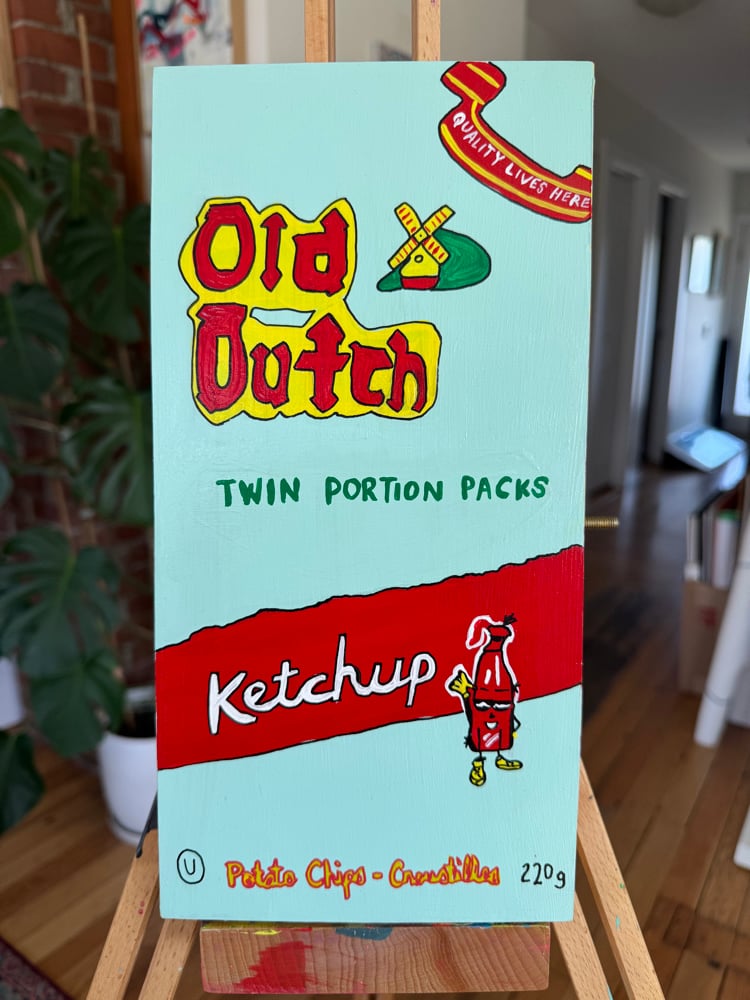 QUALITY LIVES HERE
Old
Dutch
TWIN PORTION PACKS
Ketchup
U Potato Chips - Croustilles 220g